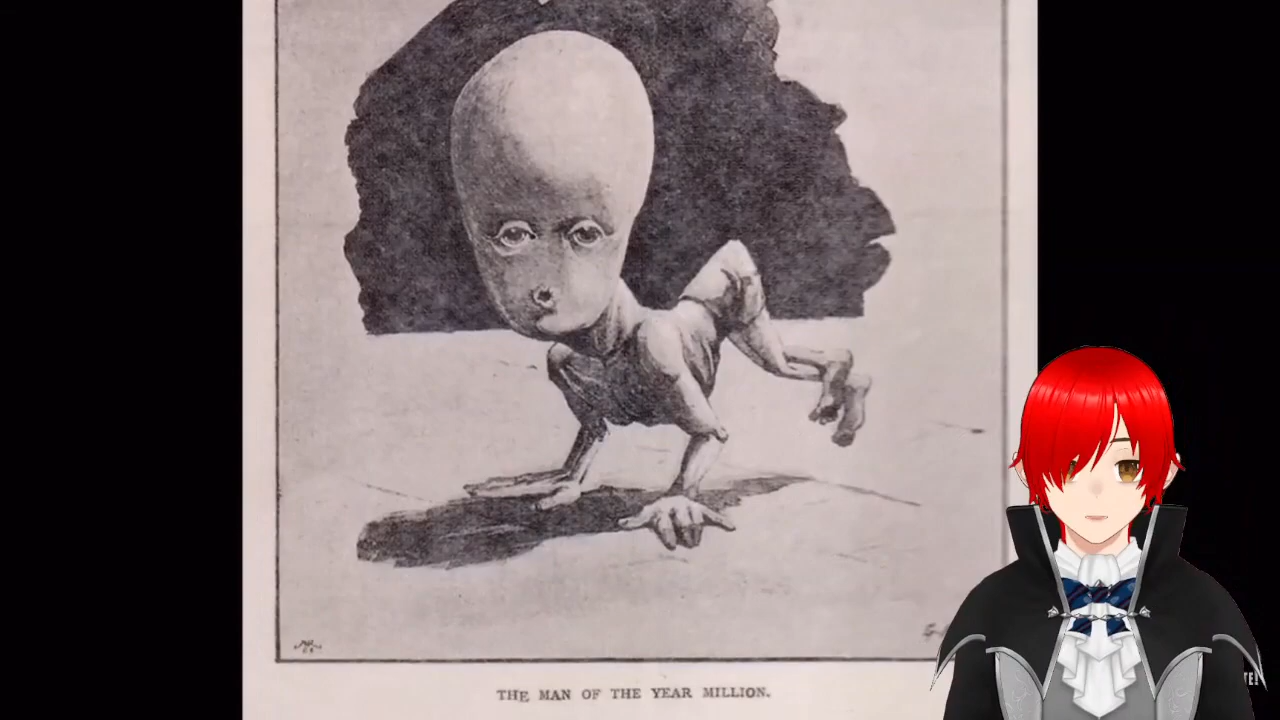 THE MAN OF THE YEAR MILLION.